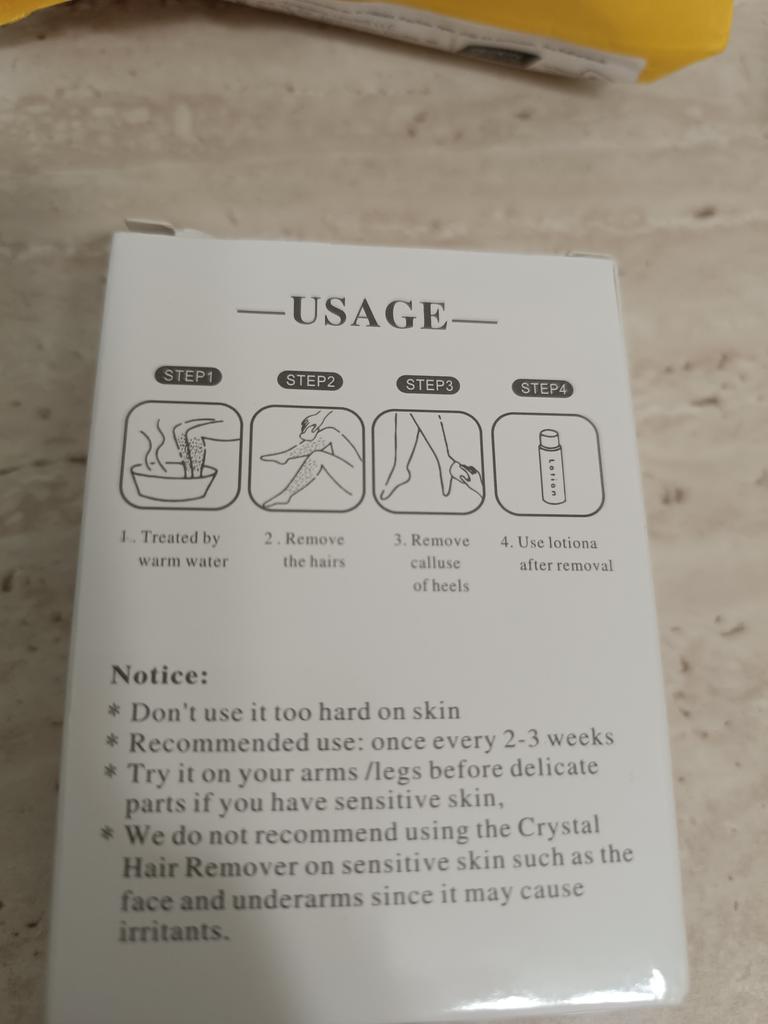 USAGE
STEP1
STEP2
STEP3
STEP4
Lotion
1. Treated by
warm water
2. Remove
the hairs
3. Remove
calluse
of heels
4. Use lotiona
after removal
Notice:
* Don't use it too hard on skin
* Recommended use: once every 2-3 weeks
* Try it on your arms /legs before delicate
parts if you have sensitive skin,
* We do not recommend using the Crystal
Hair Remover on sensitive skin such as the
face and underarms since it may cause
irritants.